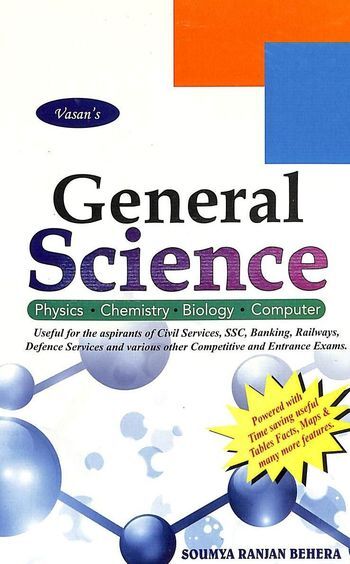 Vasan's
General
Science
Physics • Chemistry • Biology • Computer
Useful for the aspirants of Civil Services, SSC, Banking, Railways,
Defence Services and various other Competitive and Entrance Exams.
Powered with
Time saving useful
Tables Facts, Maps &
many more features.
SOUMYA RANJAN BEHERA